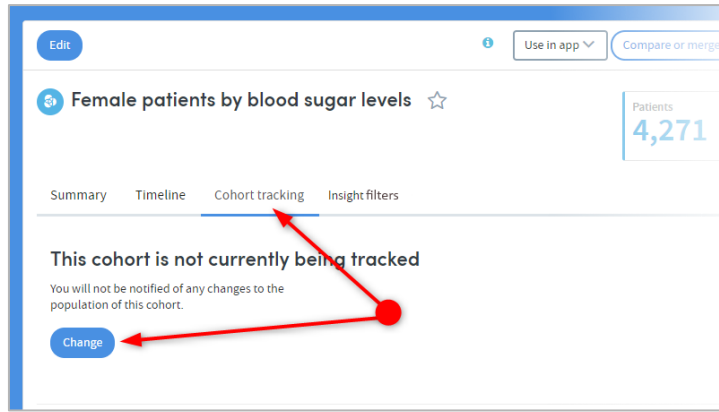 Edit
Use in app
Compare or merge
Female patients by blood sugar levels
Patients
4,271
Summary Timeline Cohort tracking Insight filters
This cohort is not currently being tracked
You will not be notified of any changes to the
population of this cohort.
Change